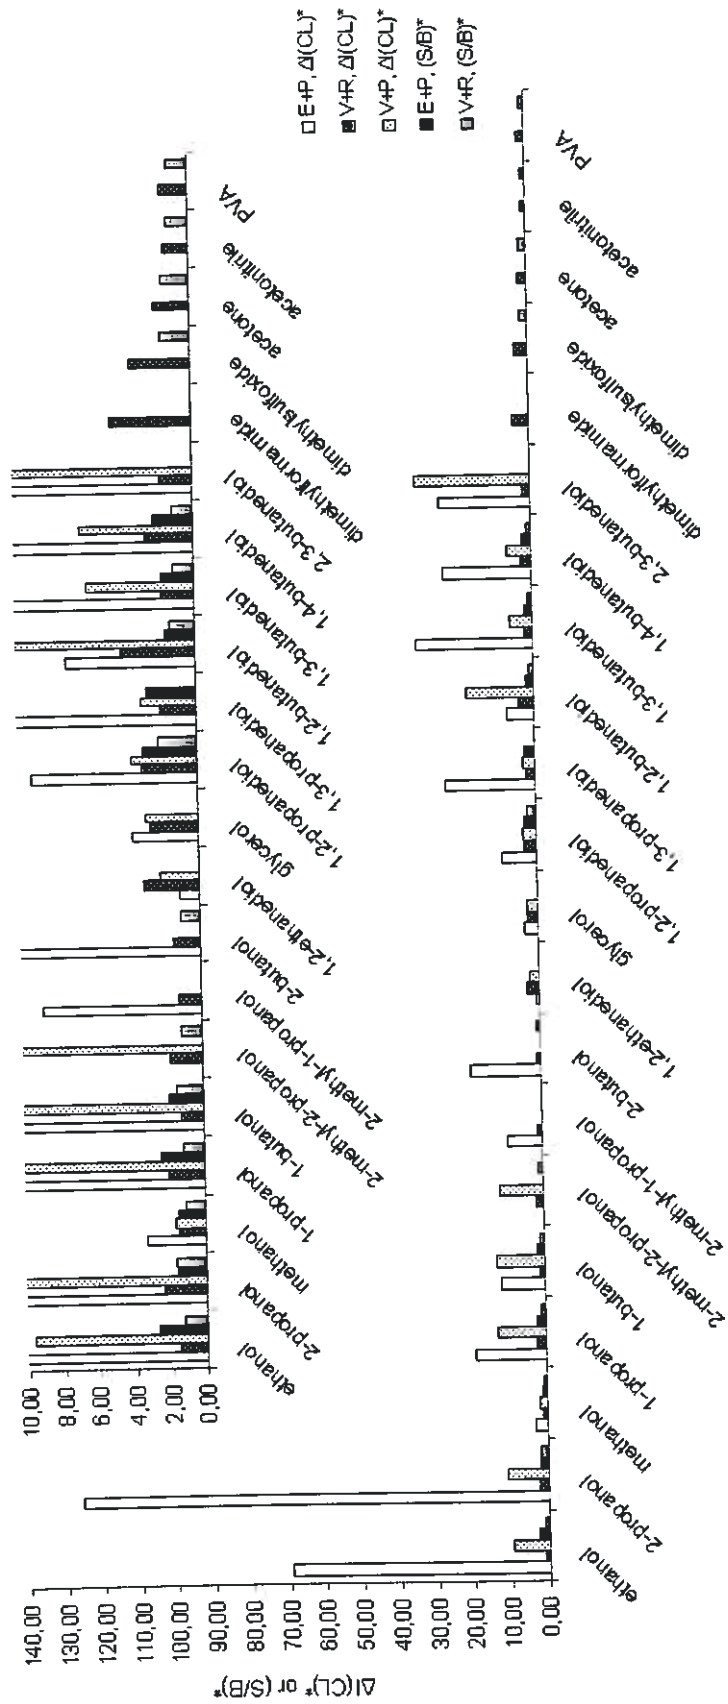 10,00
8,00
6,00
4,00
2,00
0,00
ethanol
2-propanol
methanol
1-propanol
1-butanol
2-methyl-2-propanol
2-methyl-1-propanol
2-butanol
1,2-ethanediol
glycerol
1,2-propanediol
1,3-propanediol
1,2-butanediol
1,3-butanediol
1,4-butanediol
2,3-butanediol
dimethylformamide
dimethylsulfoxide
acetone
acetonitrile
PVA
□ E+P, ΔI(CL)*
V+R, ΔI(CL)*
V+P, ΔI(CL)*
■ E+P, (S/B)*
V+R, (S/B)*
ΔI(CL)* or (S/B)*
140,00
130,00
120,00
110,00
100,00
90,00
80,00
70,00
60,00
50,00
40,00
30,00
20,00
10,00
0,00
ethanol
2-propanol
methanol
1-propanol
1-butanol
2-methyl-2-propanol
2-methyl-1-propanol
2-butanol
1,2-ethanediol
glycerol
1,2-propanediol
1,3-propanediol
1,2-butanediol
1,3-butanediol
1,4-butanediol
2,3-butanediol
dimethylformamide
dimethylsulfoxide
acetone
acetonitrile
PVA